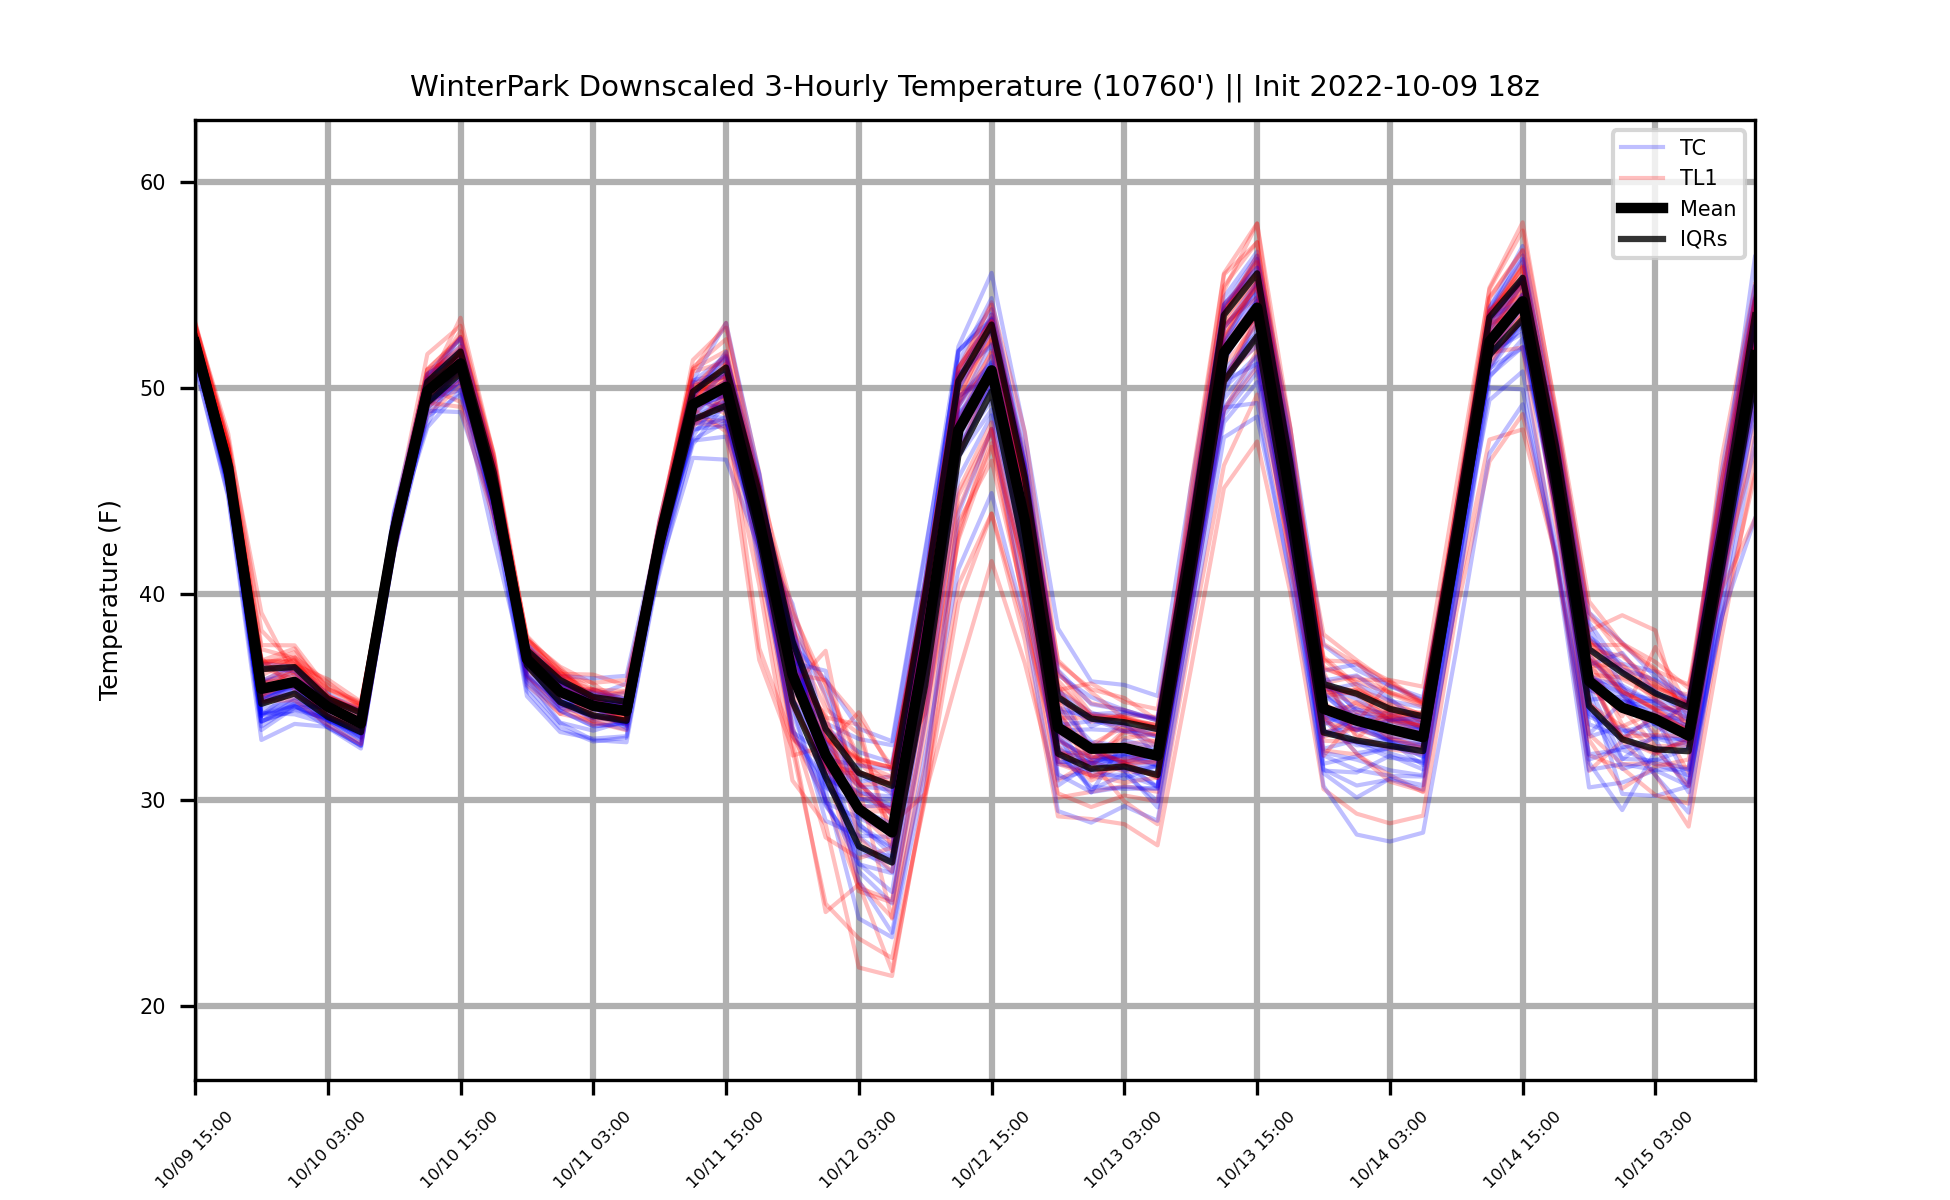 WinterPark Downscaled 3-Hourly Temperature (10760') || Init 2022-10-09 18z
TC
TL1
Mean
IQRs
Temperature (F)
60
50
40
30
20
10/09 15:00
10/10 03:00
10/10 15:00
10/11 03:00
10/11 15:00
10/12 03:00
10/12 15:00
10/13 03:00
10/13 15:00
10/14 03:00
10/14 15:00
10/15 03:00